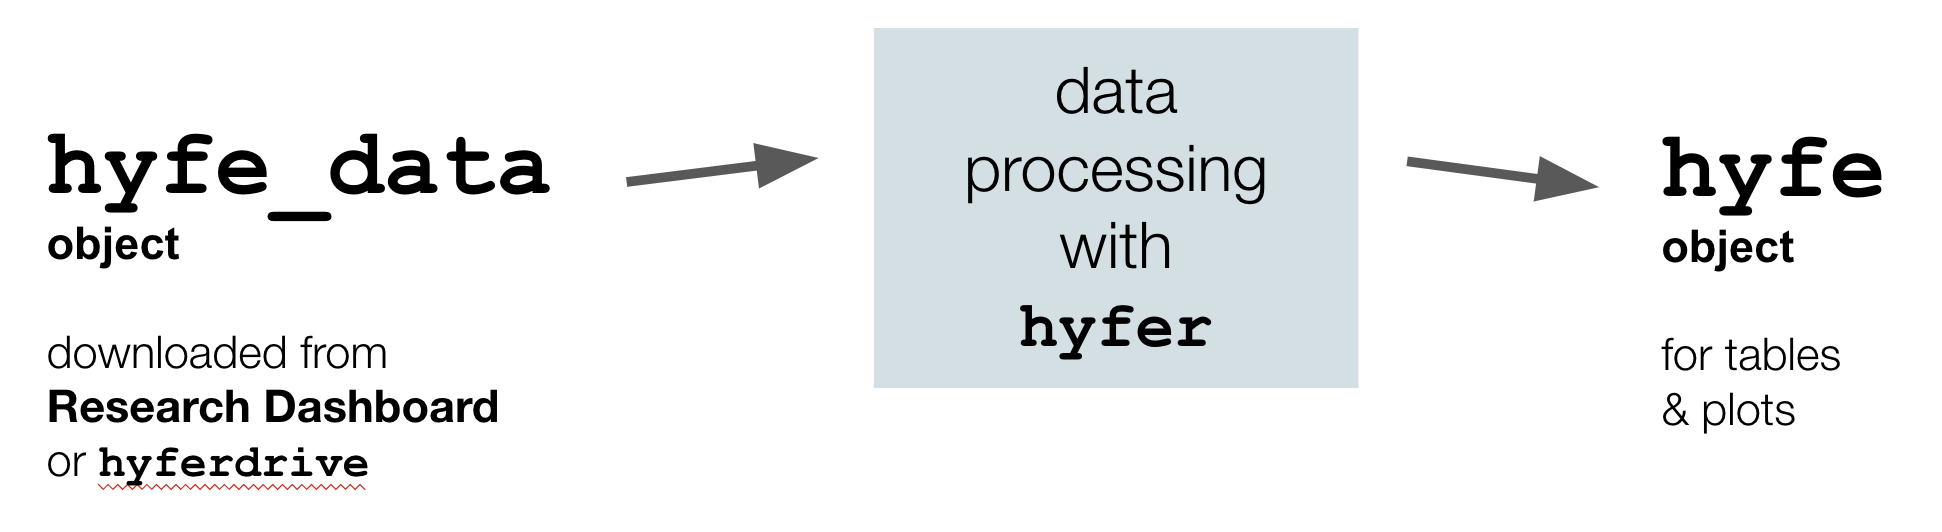 hyfe_data
object
downloaded from
Research Dashboard
or hyferdrive
data
processing
with
hyfer
hyfe
object
for tables
& plots